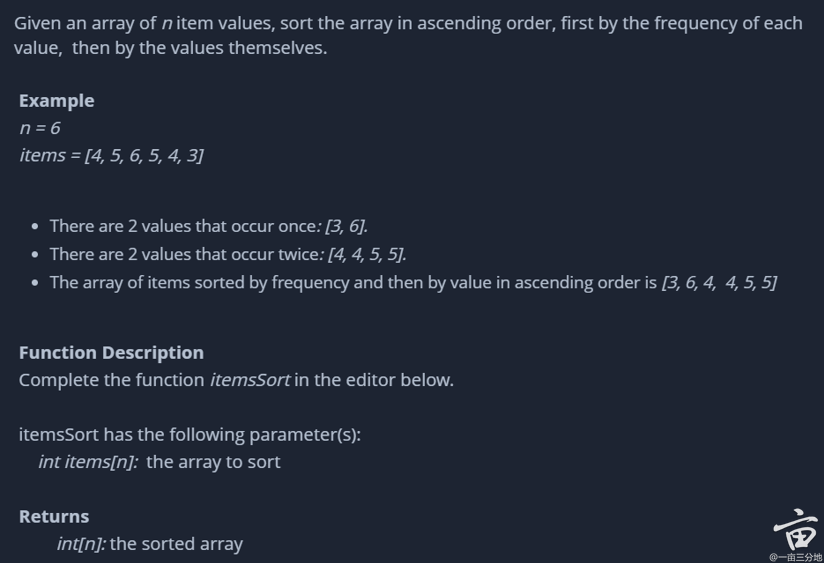 Given an array of n item values, sort the array in ascending order, first by the frequency of each
value,  then by the values themselves.
Example
n = 6
items = [4, 5, 6, 5, 4, 3]
• There are 2 values that occur once: [3, 6].
• There are 2 values that occur twice: [4, 4, 5, 5].
• The array of items sorted by frequency and then by value in ascending order is [3, 6, 4,  4, 5, 5]
Function Description
Complete the function itemsSort in the editor below.
itemsSort has the following parameter(s):
int items[n]:  the array to sort
Returns
int[n]: the sorted array
亩
@一亩三分地